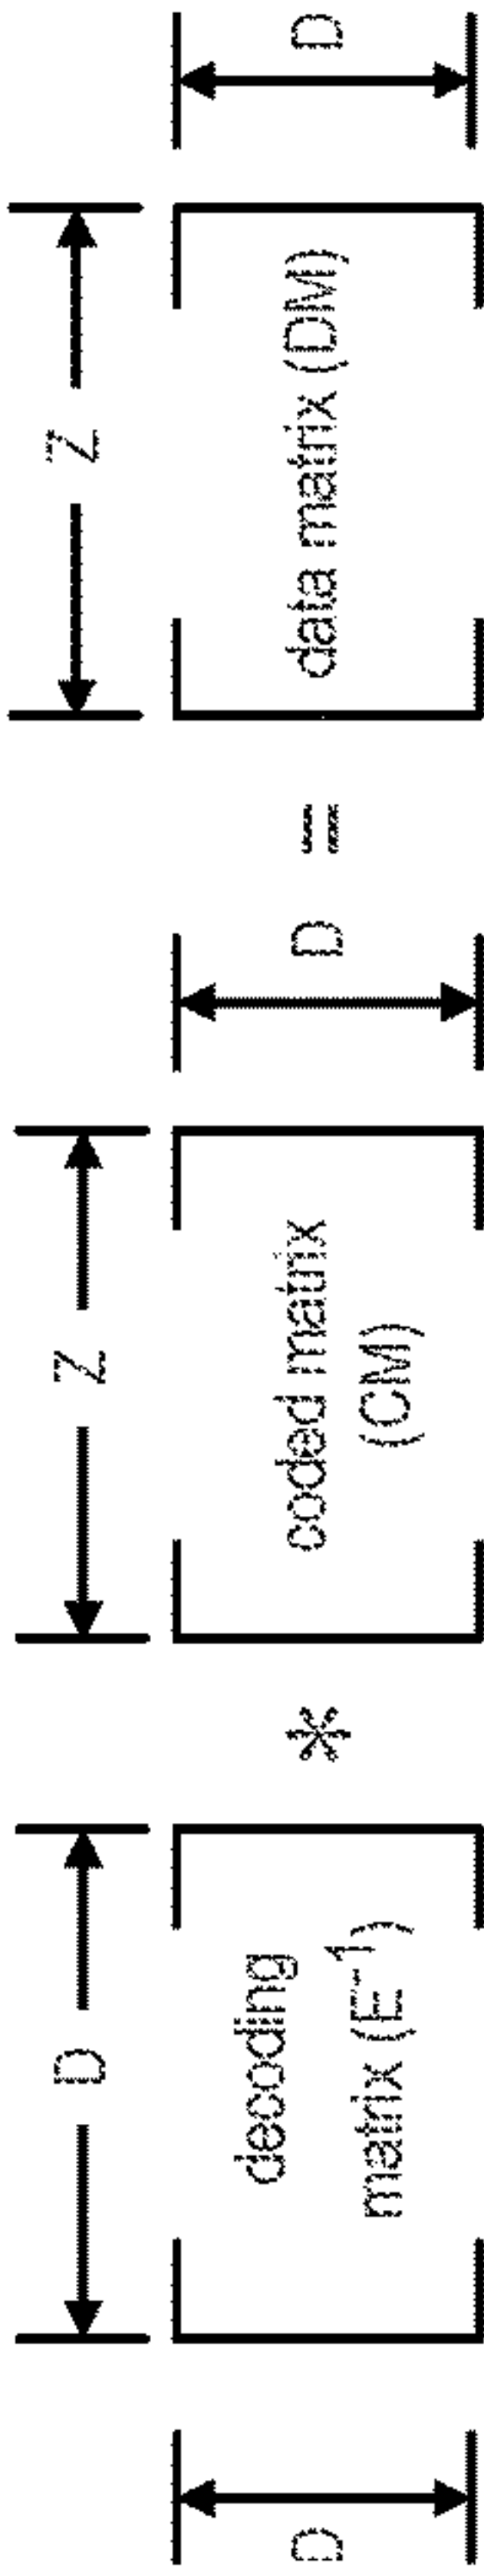 D
D
decoding
matrix (E⁻¹)
*
Z
coded matrix
(CM)
D
=
Z
data matrix (DM)
D